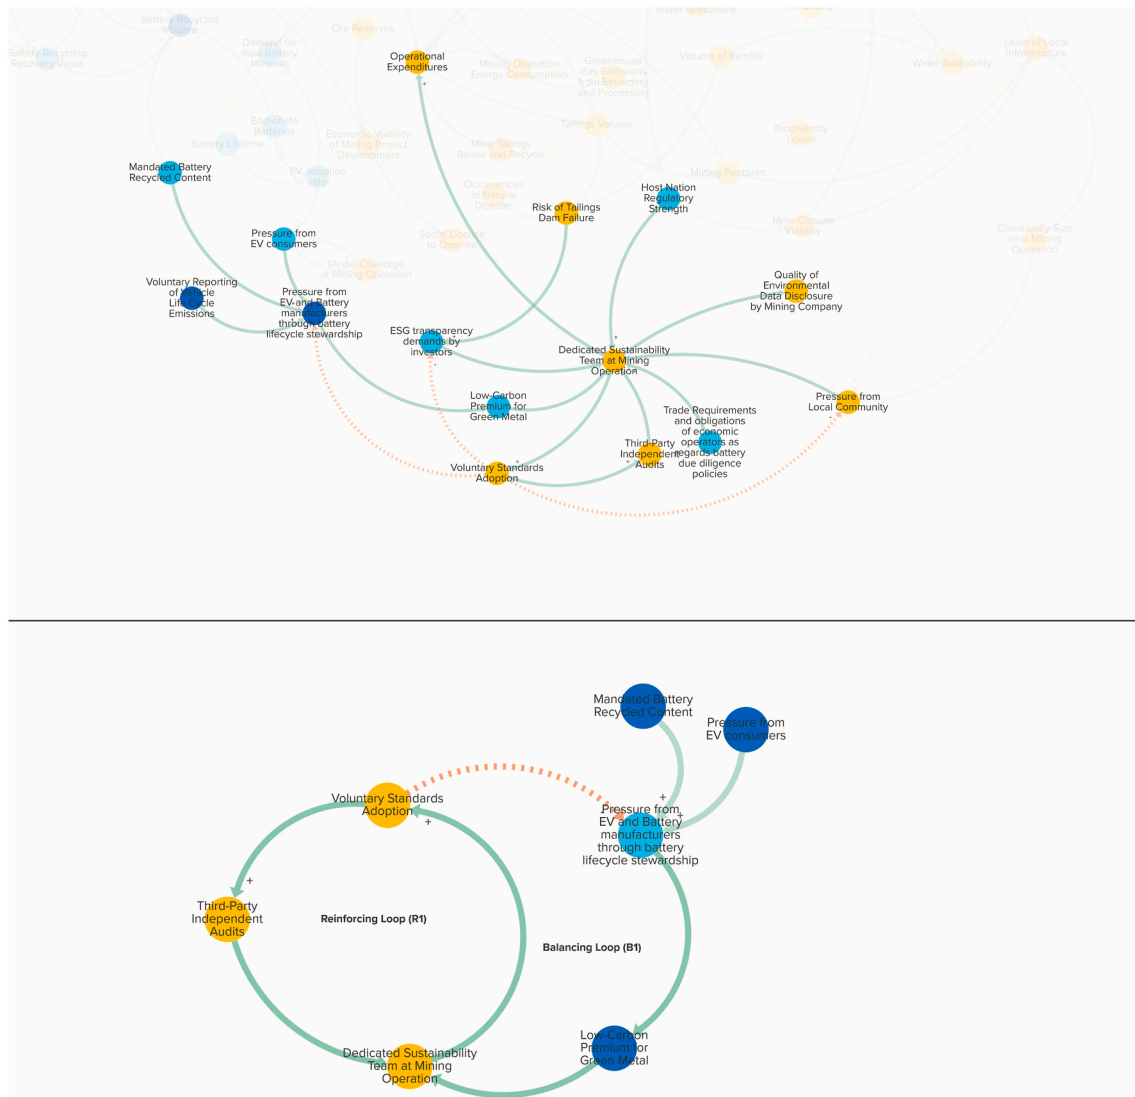 Battery Recycled
Volume
Ore Reserves
Battery Recycling
Recovery Value
Demand for
Raw Battery
Minerals
Operational
Expenditures
Mining Operation
Energy Consumption
Greenhouse
Gas Emissions
from Extracting
and Processing
Volume of Rainfall
Water Availability
Level of Local
Infrastructure
+
End-of-life
Batteries
Battery Lifetime
Economic Viability
of Mining Project
Development
Mine Tailings
Reuse and Recycle
Tailings Volume
Biodiversity
Levels
Mandated Battery
Recycled Content
EV adoption
rate
Occurrences
of Natural
Disaster
Mining Footprint
Host Nation
Regulatory
Strength
Risk of Tailings
Dam Failure
Pressure from
EV consumers
Social Licence
to Operate
Mine Closure
Viability
Community Size
near Mining
Operation
Media Coverage
at Mining Operation
Voluntary Reporting
of Vehicle
Life Cycle
Emissions
Pressure from
EV and Battery
manufacturers
through battery
lifecycle stewardship
Quality of
Environmental
Data Disclosure
by Mining Company
ESG transparency
demands by
investors
Dedicated Sustainability
Team at Mining
Operation
Low-Carbon
Premium for
Green Metal
Pressure from
Local Community
Trade Requirements
and obligations
of economic
operators as
regards battery
due diligence
policies
Third-Party
Independent
Audits
Voluntary Standards
Adoption
Mandated Battery
Recycled Content
Pressure from
EV consumers
Voluntary Standards
Adoption
+
+
+
Pressure from
EV and Battery
manufacturers
through battery
lifecycle stewardship
+
Third-Party
Independent
Audits
Reinforcing Loop (R1)
Balancing Loop (B1)
Low-Carbon
Premium for
Green Metal
Dedicated Sustainability
Team at Mining
Operation